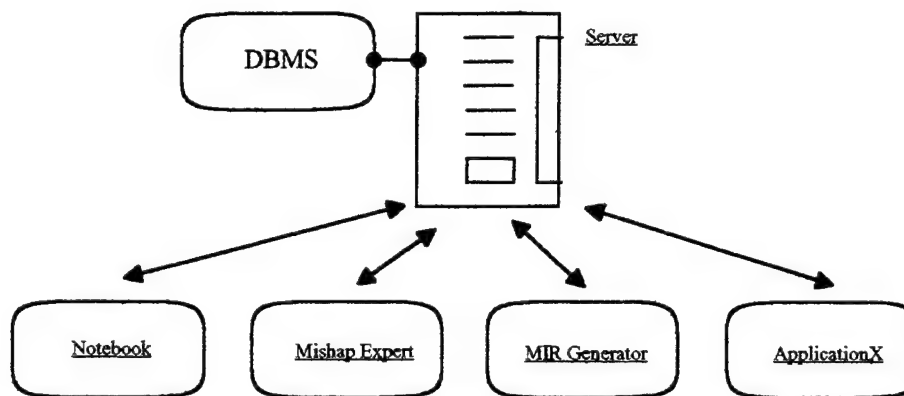 Server
DBMS
Notebook
Mishap Expert
MIR Generator
ApplicationX